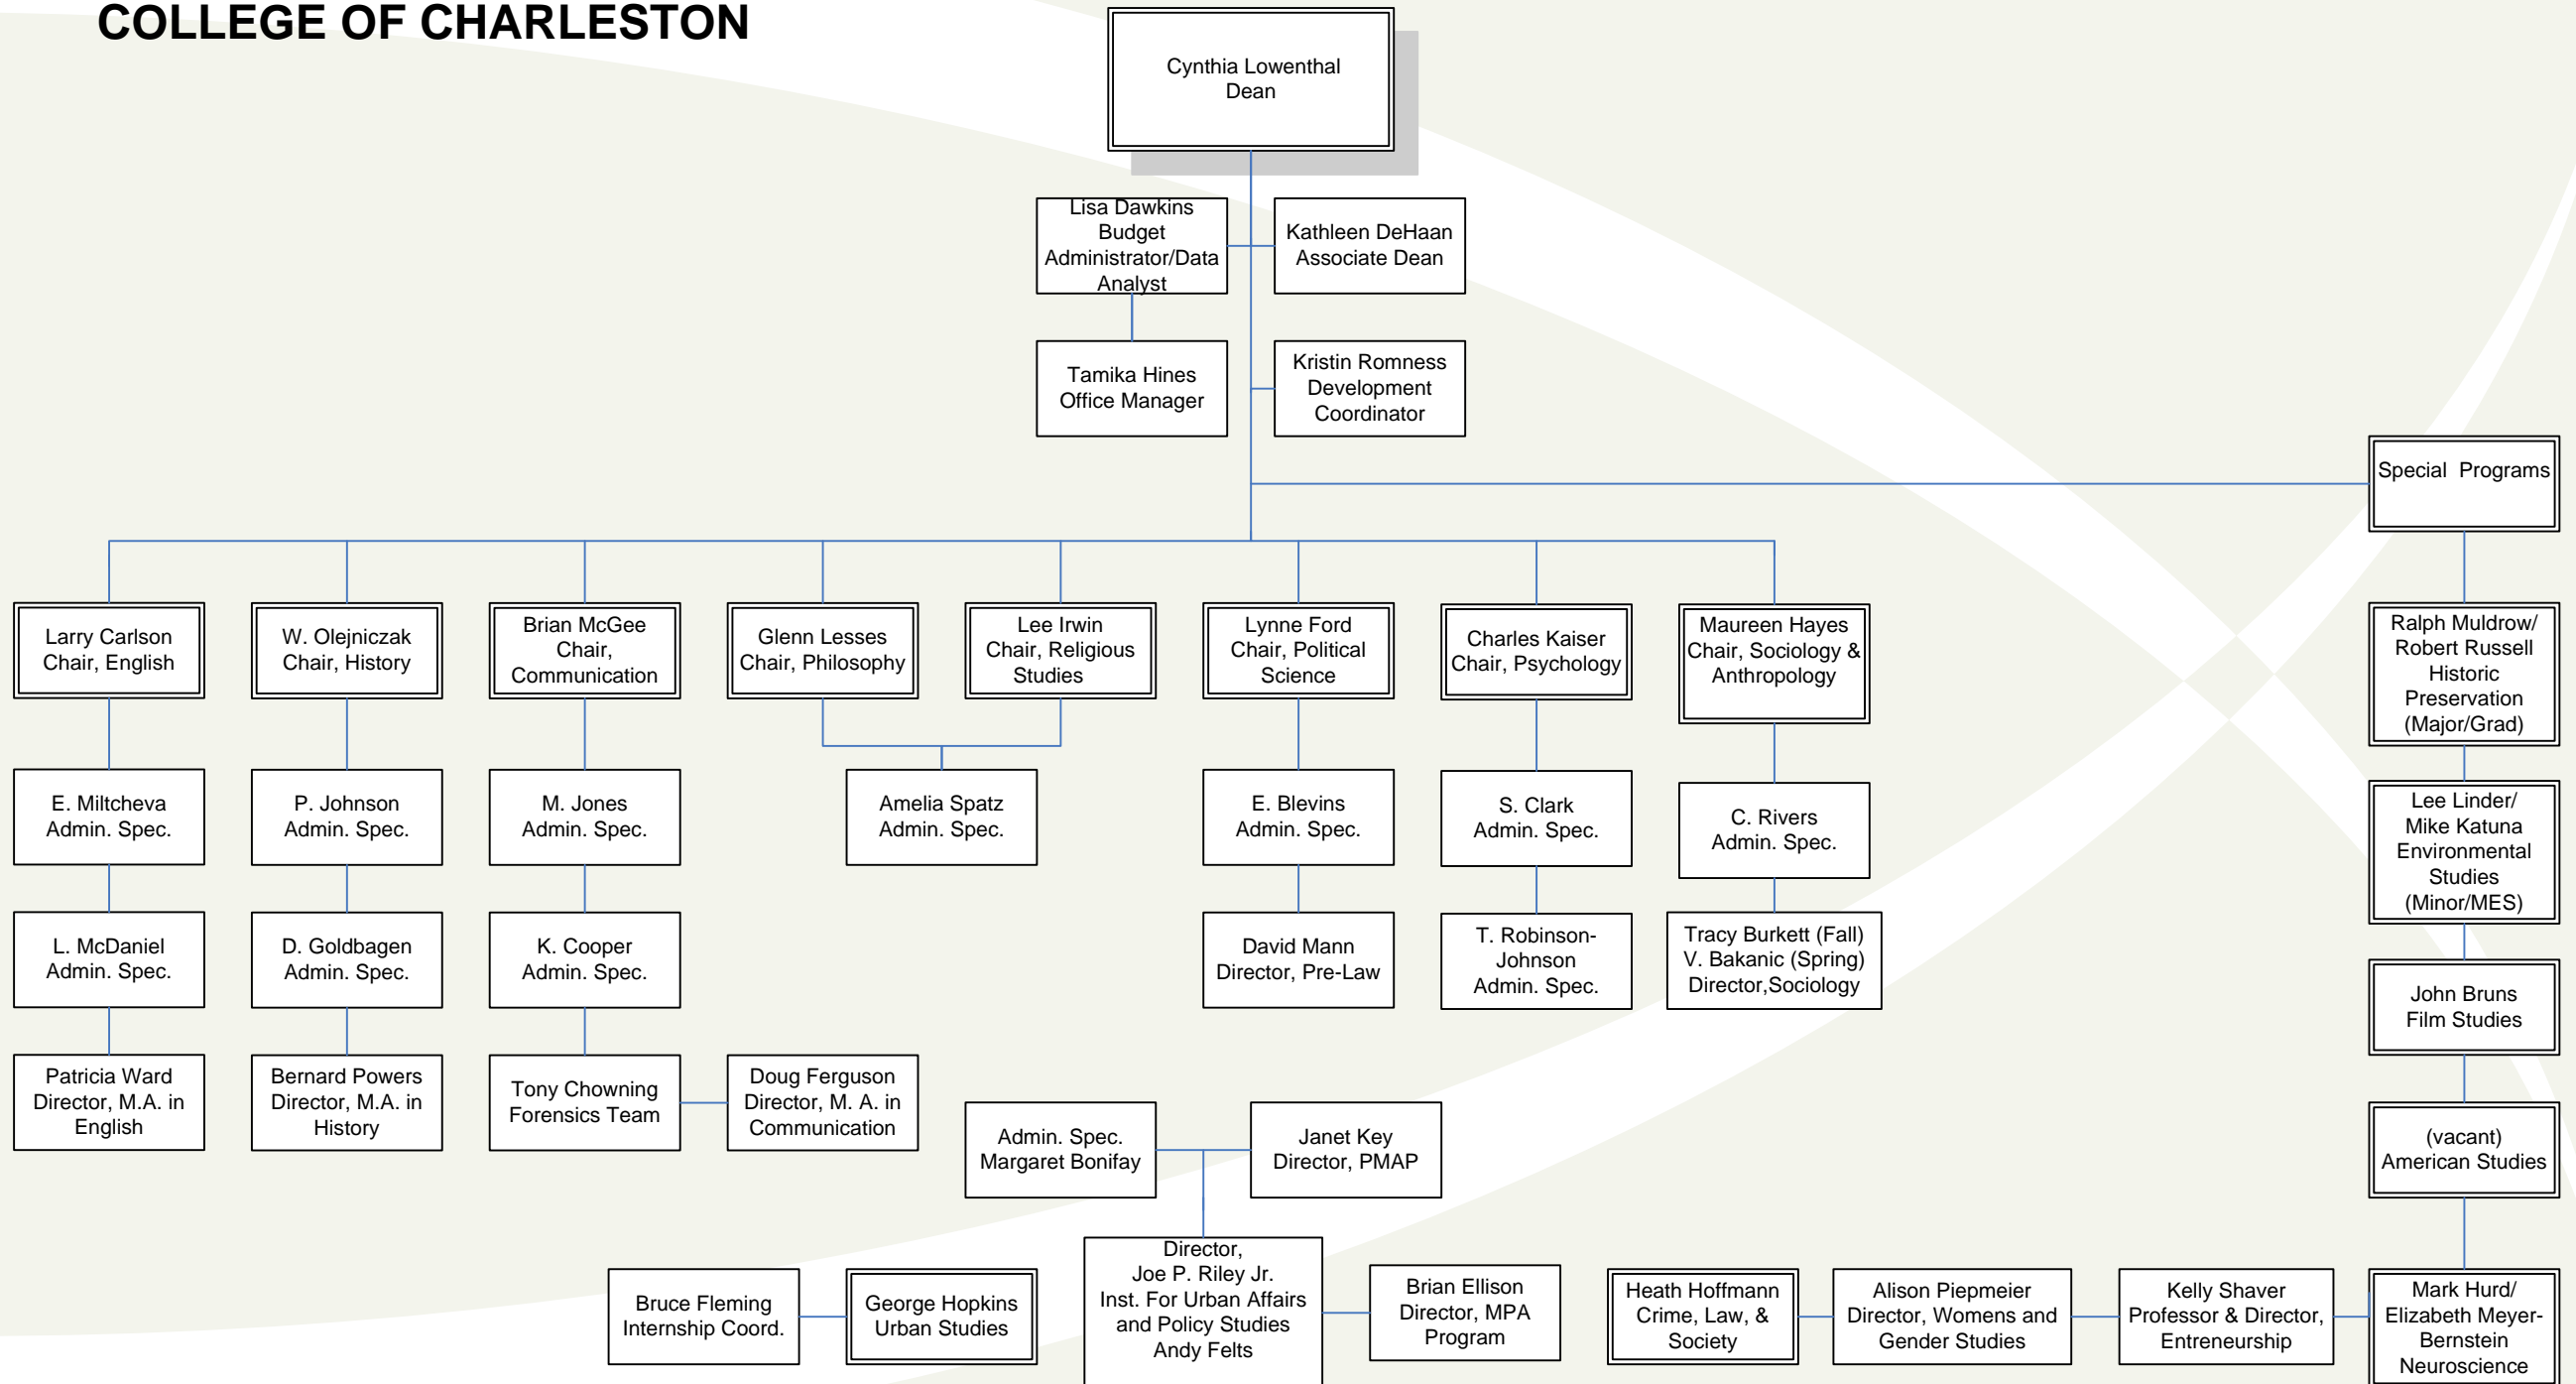 COLLEGE OF CHARLESTON
Cynthia Lowenthal
Dean
Lisa Dawkins
Budget
Administrator/Data
Analyst
Kathleen DeHaan
Associate Dean
Tamika Hines
Office Manager
Kristin Romness
Development
Coordinator
Special Programs
Larry Carlson
Chair, English
W. Olejniczak
Chair, History
Brian McGee
Chair,
Communication
Glenn Lesses
Chair, Philosophy
Lee Irwin
Chair, Religious
Studies
Lynne Ford
Chair, Political
Science
Charles Kaiser
Chair, Psychology
Maureen Hayes
Chair, Sociology &
Anthropology
Ralph Muldrow/
Robert Russell
Historic
Preservation
(Major/Grad)
E. Miltcheva
Admin. Spec.
P. Johnson
Admin. Spec.
M. Jones
Admin. Spec.
Amelia Spatz
Admin. Spec.
E. Blevins
Admin. Spec.
S. Clark
Admin. Spec.
C. Rivers
Admin. Spec.
Lee Linder/
Mike Katuna
Environmental
Studies
(Minor/MES)
L. McDaniel
Admin. Spec.
D. Goldbagen
Admin. Spec.
K. Cooper
Admin. Spec.
David Mann
Director, Pre-Law
T. Robinson-
Johnson
Admin. Spec.
Tracy Burkett (Fall)
V. Bakanic (Spring)
Director,Sociology
John Bruns
Film Studies
Patricia Ward
Director, M.A. in
English
Bernard Powers
Director, M.A. in
History
Tony Chowning
Forensics Team
Doug Ferguson
Director, M. A. in
Communication
Admin. Spec.
Margaret Bonifay
Janet Key
Director, PMAP
(vacant)
American Studies
Bruce Fleming
Internship Coord.
George Hopkins
Urban Studies
Director,
Joe P. Riley Jr.
Inst. For Urban Affairs
and Policy Studies
Andy Felts
Brian Ellison
Director, MPA
Program
Heath Hoffmann
Crime, Law, &
Society
Alison Piepmeier
Director, Womens and
Gender Studies
Kelly Shaver
Professor & Director,
Entreneurship
Mark Hurd/
Elizabeth Meyer-
Bernstein
Neuroscience